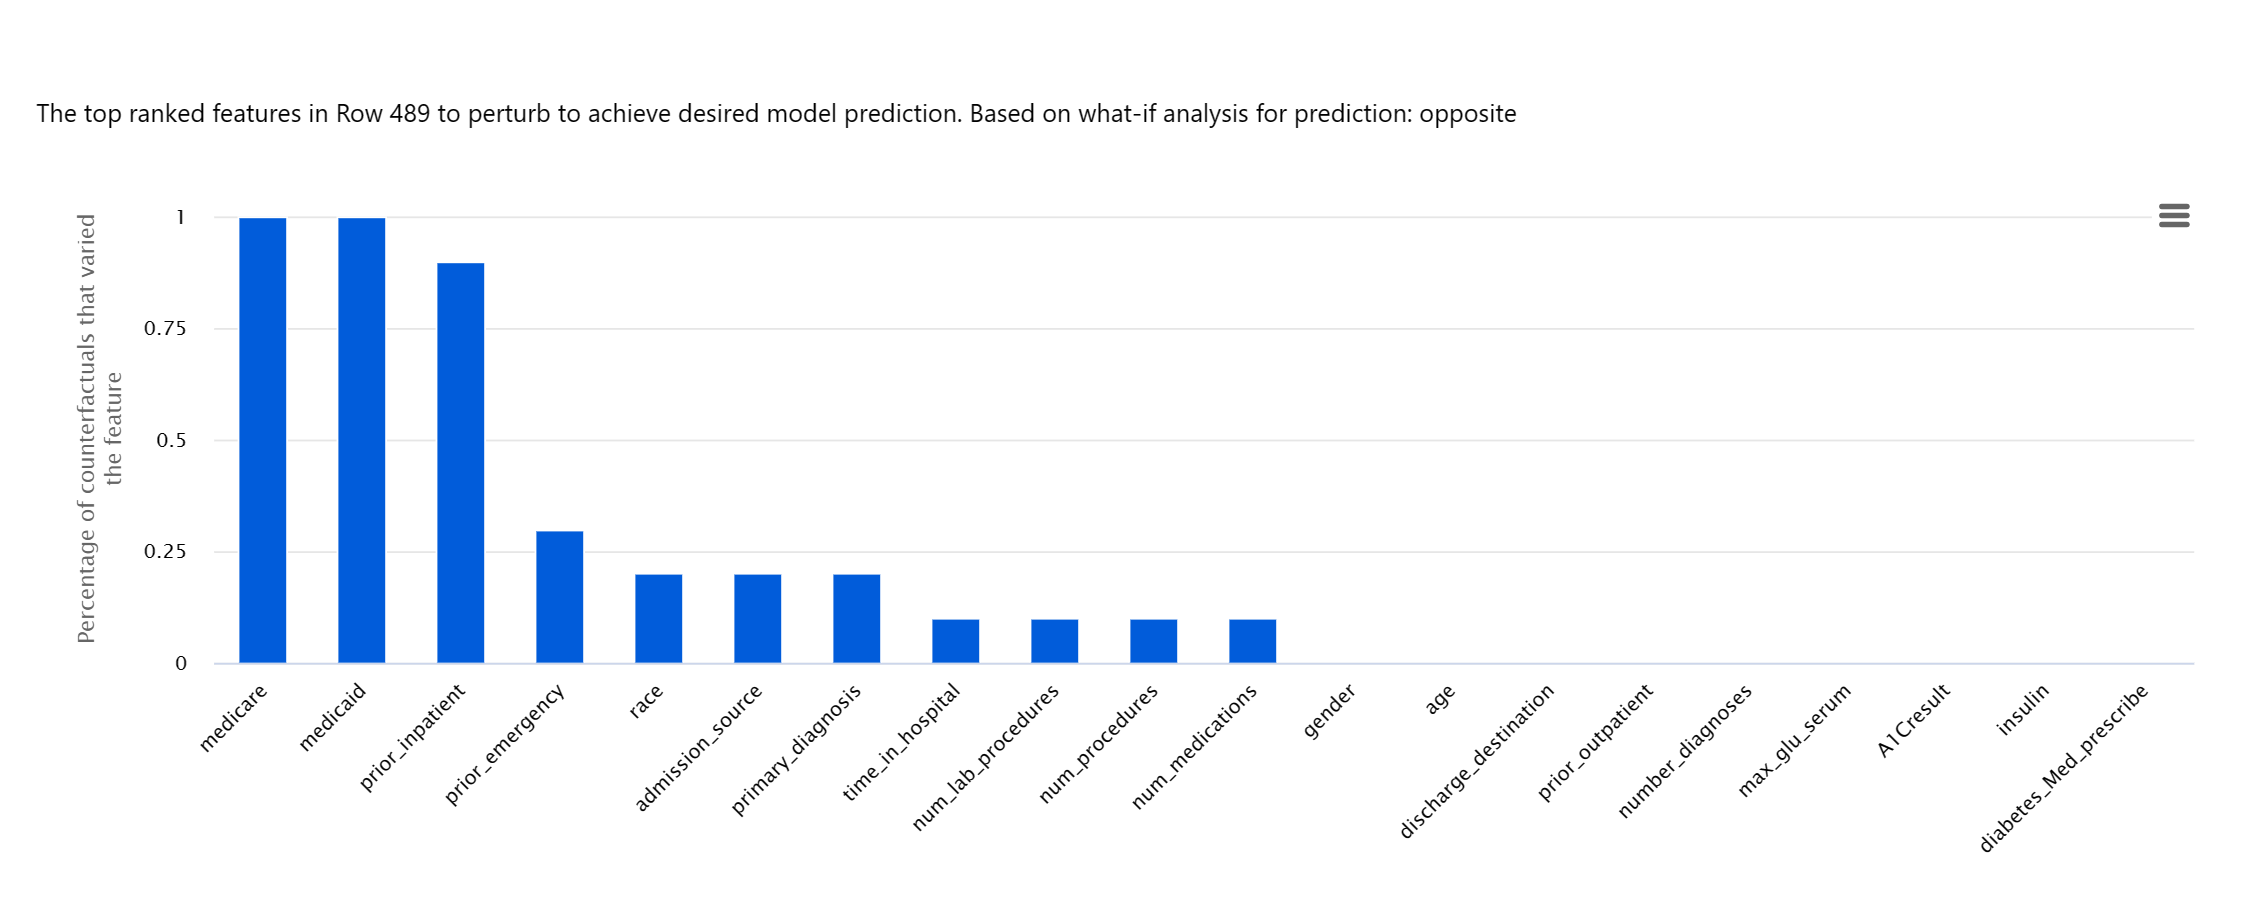 The top ranked features in Row 489 to perturb to achieve desired model prediction. Based on what-if analysis for prediction: opposite
Percentage of counterfactuals that varied
the feature
1
0.75
0.5
0.25
0
medicare
medicaid
prior_inpatient
prior_emergency
race
admission_source
primary_diagnosis
time_in_hospital
num_lab_procedures
num_procedures
num_medications
gender
age
discharge_destination
prior_outpatient
number_diagnoses
max_glu_serum
A1Cresult
insulin
diabetes_Med_prescribe